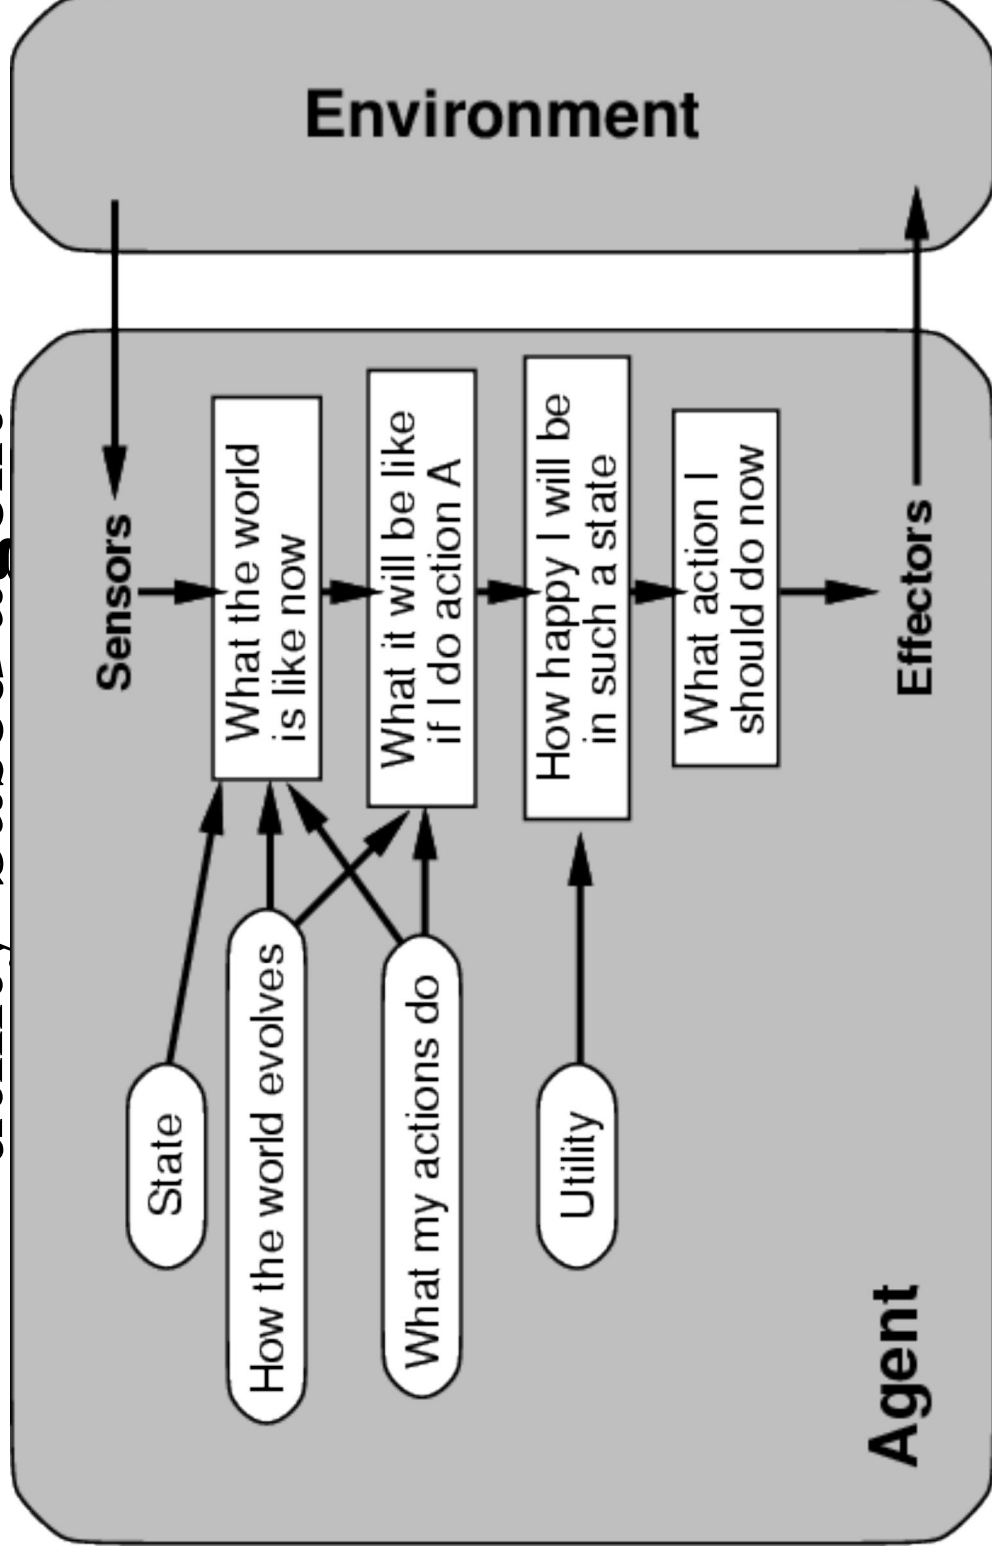 Environment
Sensors
What the world
is like now
What it will be like
if I do action A
How happy I will be
in such a state
What action I
should do now
Effectors
State
How the world evolves
What my actions do
Utility
Agent